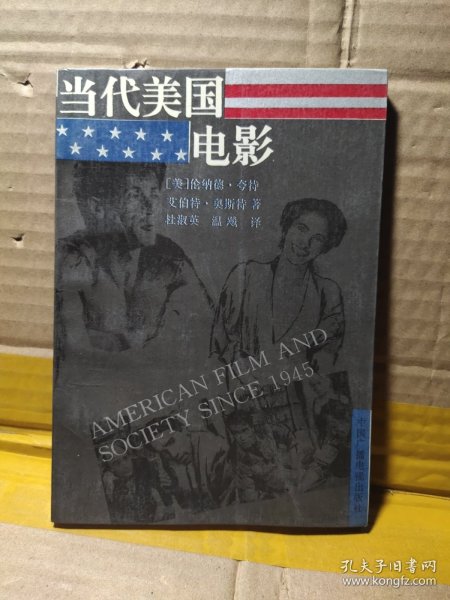 当代美国
电影
[美]伦纳德·夸特
艾伯特·奥斯特 著
杜淑英 温飚 译
AMERICAN FILM AND
SOCIETY SINCE 1945
中国广播电视出版社
孔夫子旧书网
www.kongfz.com